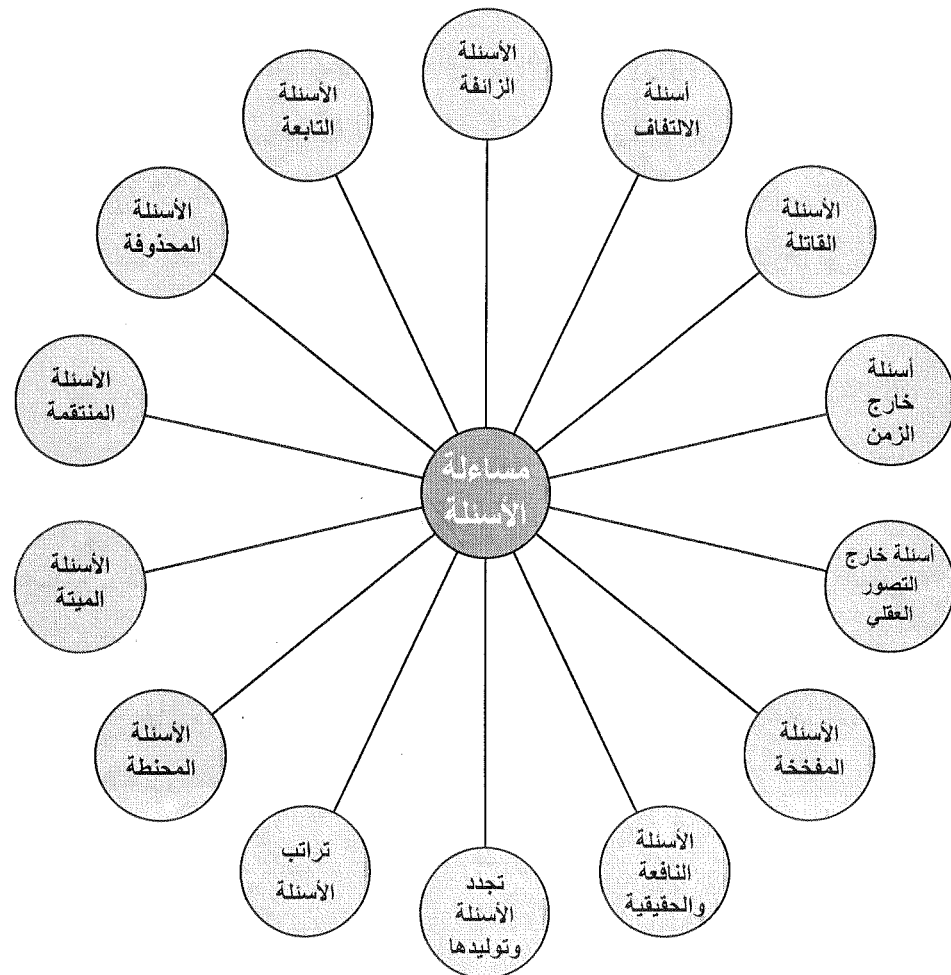 الأسئلة
الزائفة
أسئلة
الالتفاف
الأسئلة
القاتلة
أسئلة
خارج
الزمن
أسئلة خارج
التصور
العقلي
الأسئلة
المفخخة
الأسئلة
النافعة
والحقيقية
تجدد
الأسئلة
وتوليدها
تراتب
الأسئلة
الأسئلة
المحنطة
الأسئلة
الميتة
الأسئلة
المنتقمة
الأسئلة
المحذوفة
الأسئلة
التابعة
مساءلة
الأسئلة